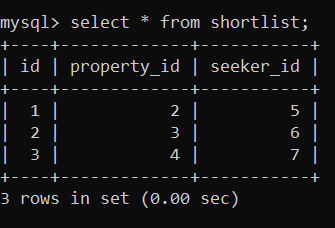 mysql> select * from shortlist;
+----+-------------+-----------+
| id | property_id | seeker_id |
+----+-------------+-----------+
|  1 |           2 |         5 |
|  2 |           3 |         6 |
|  3 |           4 |         7 |
+----+-------------+-----------+
3 rows in set (0.00 sec)